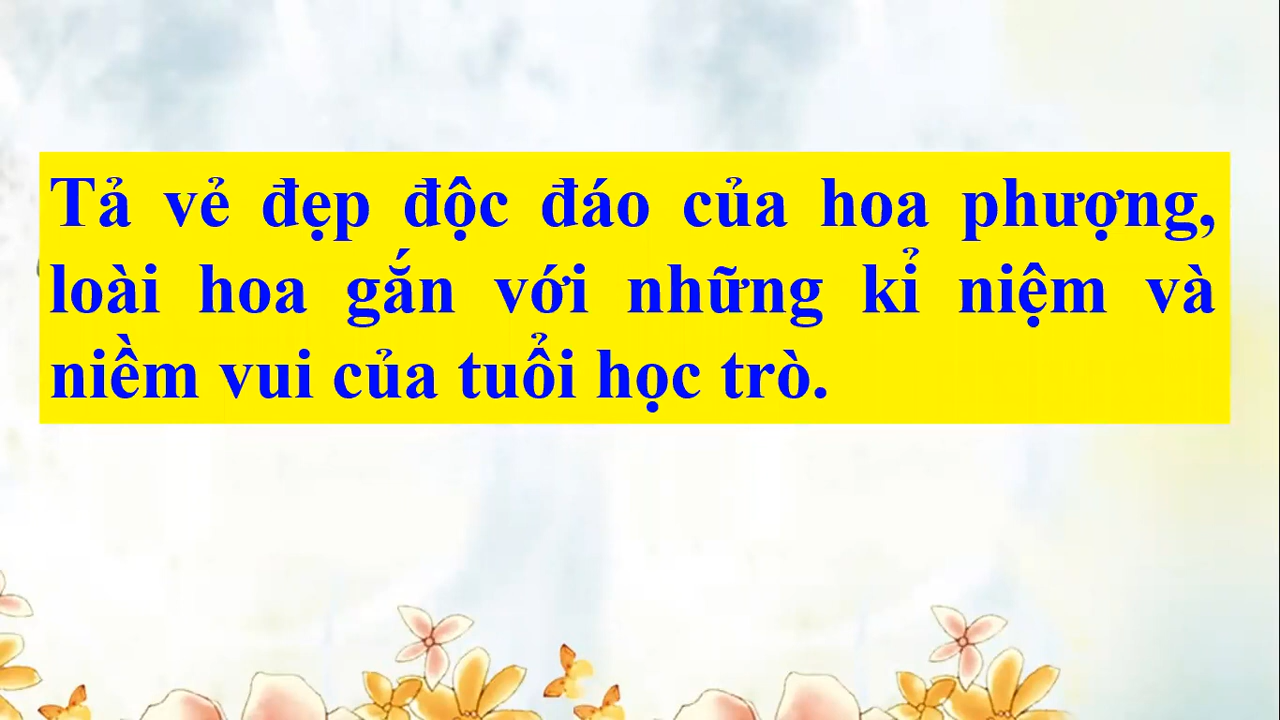 Tả vẻ đẹp độc đáo của hoa phượng,
loài hoa gắn với những kỉ niệm và
niềm vui của tuổi học trò.